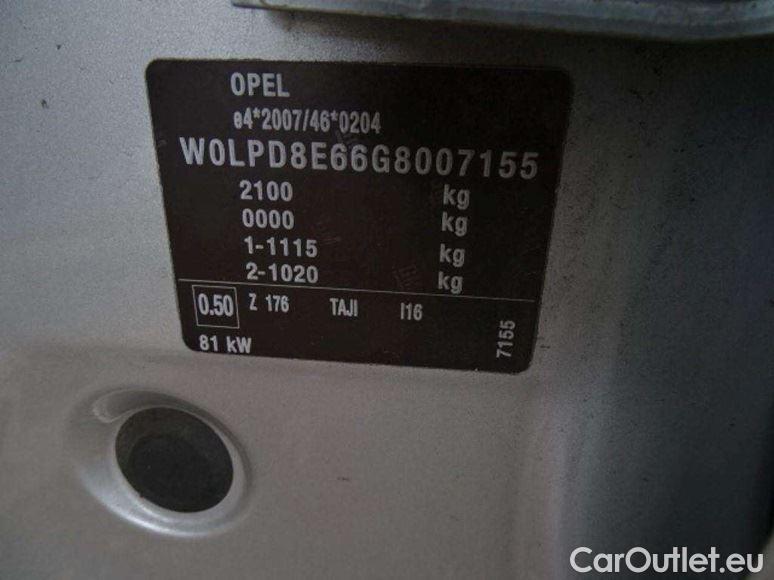 OPEL
e4*2007/46*0204
W0LPD8E66G8007155
2100 kg
0000 kg
1-1115 kg
2-1020 kg
0.50 Z 176 TAJI I16
81 kW
7155
CarOutlet.eu